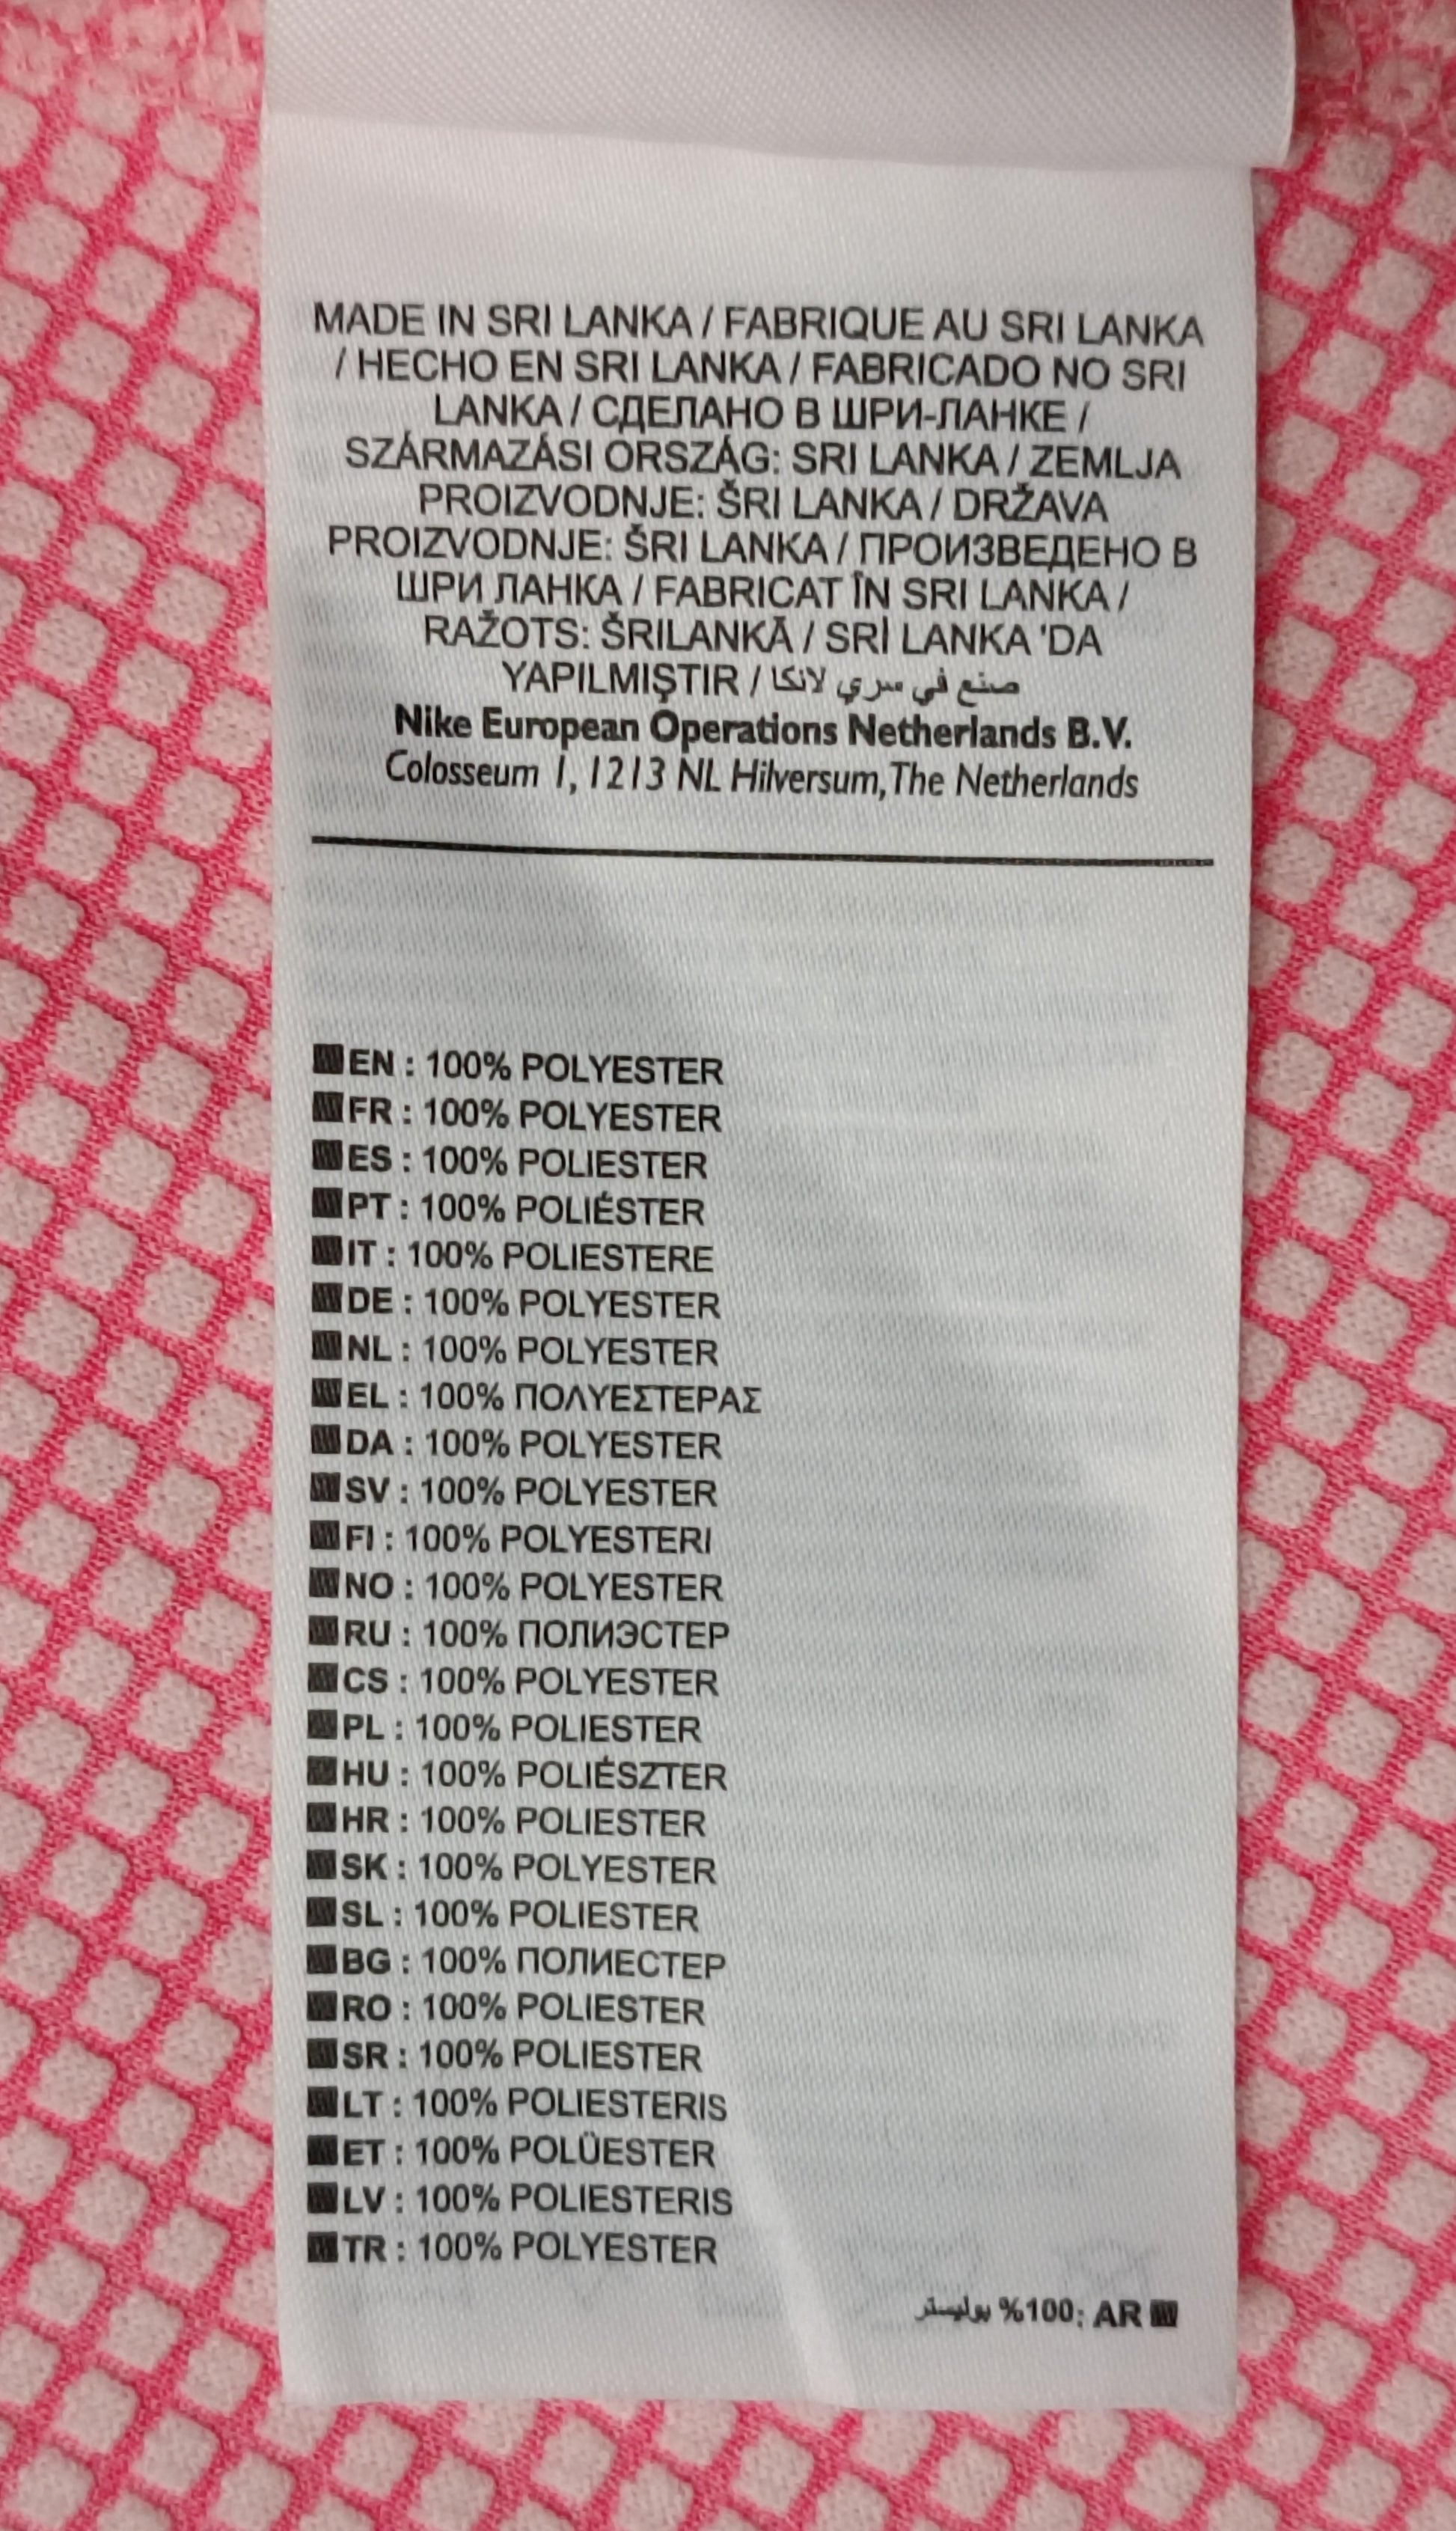 MADE IN SRI LANKA / FABRIQUE AU SRI LANKA
/ HECHO EN SRI LANKA / FABRICADO NO SRI
LANKA / СДЕЛАНО В ШРИ-ЛАНКЕ /
SZÁRMAZÁSI ORSZÁG: SRI LANKA / ZEMLJA
PROIZVODNJE: ŠRI LANKA / DRŽAVA
PROIZVODNJE: ŠRI LANKA / ПРОИЗВЕДЕНО В
ШРИ ЛАНКА / FABRICAT ÎN SRI LANKA /
RAŽOTS: ŠRILANKĀ / SRİ LANKA 'DA
YAPILMIŞTIR / صنع في سري لانكا
Nike European Operations Netherlands B.V.
Colosseum 1, 1213 NL Hilversum, The Netherlands
EN : 100% POLYESTER
FR : 100% POLYESTER
ES : 100% POLIESTER
PT : 100% POLIÉSTER
IT : 100% POLIESTERE
DE : 100% POLYESTER
NL : 100% POLYESTER
EL : 100% ΠΟΛΥΕΣΤΕΡΑΣ
DA : 100% POLYESTER
SV : 100% POLYESTER
FI : 100% POLYESTERI
NO : 100% POLYESTER
RU : 100% ПОЛИЭСТЕР
CS : 100% POLYESTER
PL : 100% POLIESTER
HU : 100% POLIÉSZTER
HR : 100% POLIESTER
SK : 100% POLYESTER
SL : 100% POLIESTER
BG : 100% ПОЛИЕСТЕР
RO : 100% POLIESTER
SR : 100% POLIESTER
LT : 100% POLIESTERIS
ET : 100% POLÜESTER
LV : 100% POLIESTERIS
TR : 100% POLYESTER
AR :100% بوليستر